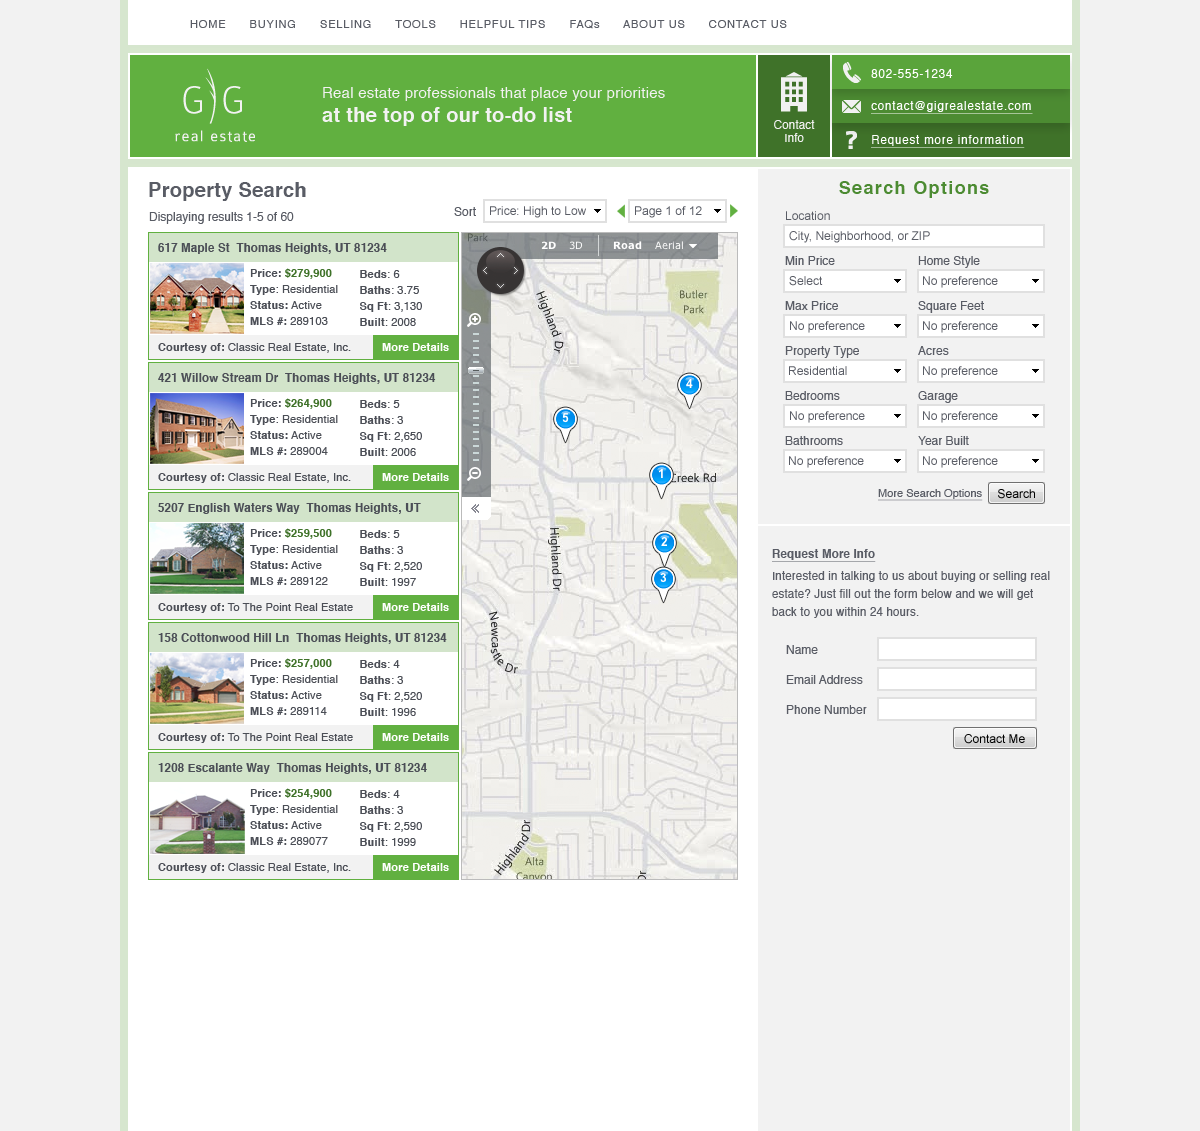 HOME BUYING SELLING TOOLS HELPFUL TIPS FAQs ABOUT US CONTACT US
G G
real estate
Real estate professionals that place your priorities
at the top of our to-do list
Contact
Info
802-555-1234
contact@gigrealestate.com
Request more information
Property Search
Displaying results 1-5 of 60
Sort Price: High to Low Page 1 of 12
617 Maple St Thomas Heights, UT 81234
Price: $279,900 Beds: 6
Type: Residential Baths: 3.75
Status: Active Sq Ft: 3,130
MLS #: 289103 Built: 2008
Courtesy of: Classic Real Estate, Inc. More Details
421 Willow Stream Dr Thomas Heights, UT 81234
Price: $264,900 Beds: 5
Type: Residential Baths: 3
Status: Active Sq Ft: 2,650
MLS #: 289004 Built: 2006
Courtesy of: Classic Real Estate, Inc. More Details
5207 English Waters Way Thomas Heights, UT
Price: $259,500 Beds: 5
Type: Residential Baths: 3
Status: Active Sq Ft: 2,520
MLS #: 289122 Built: 1997
Courtesy of: To The Point Real Estate More Details
158 Cottonwood Hill Ln Thomas Heights, UT 81234
Price: $257,000 Beds: 4
Type: Residential Baths: 3
Status: Active Sq Ft: 2,520
MLS #: 289114 Built: 1996
Courtesy of: To The Point Real Estate More Details
1208 Escalante Way Thomas Heights, UT 81234
Price: $254,900 Beds: 4
Type: Residential Baths: 3
Status: Active Sq Ft: 2,590
MLS #: 289077 Built: 1999
Courtesy of: Classic Real Estate, Inc. More Details
Park
2D 3D Road Aerial
Butler
Park
Highland Dr
4
5
1
Creek Rd
2
3
Highland Dr
Newcastle Dr
Highland Dr
Alta
Canyon
Dr
Search Options
Location
City, Neighborhood, or ZIP
Min Price Home Style
Select No preference
Max Price Square Feet
No preference No preference
Property Type Acres
Residential No preference
Bedrooms Garage
No preference No preference
Bathrooms Year Built
No preference No preference
More Search Options Search
Request More Info
Interested in talking to us about buying or selling real
estate? Just fill out the form below and we will get
back to you within 24 hours.
Name
Email Address
Phone Number
Contact Me